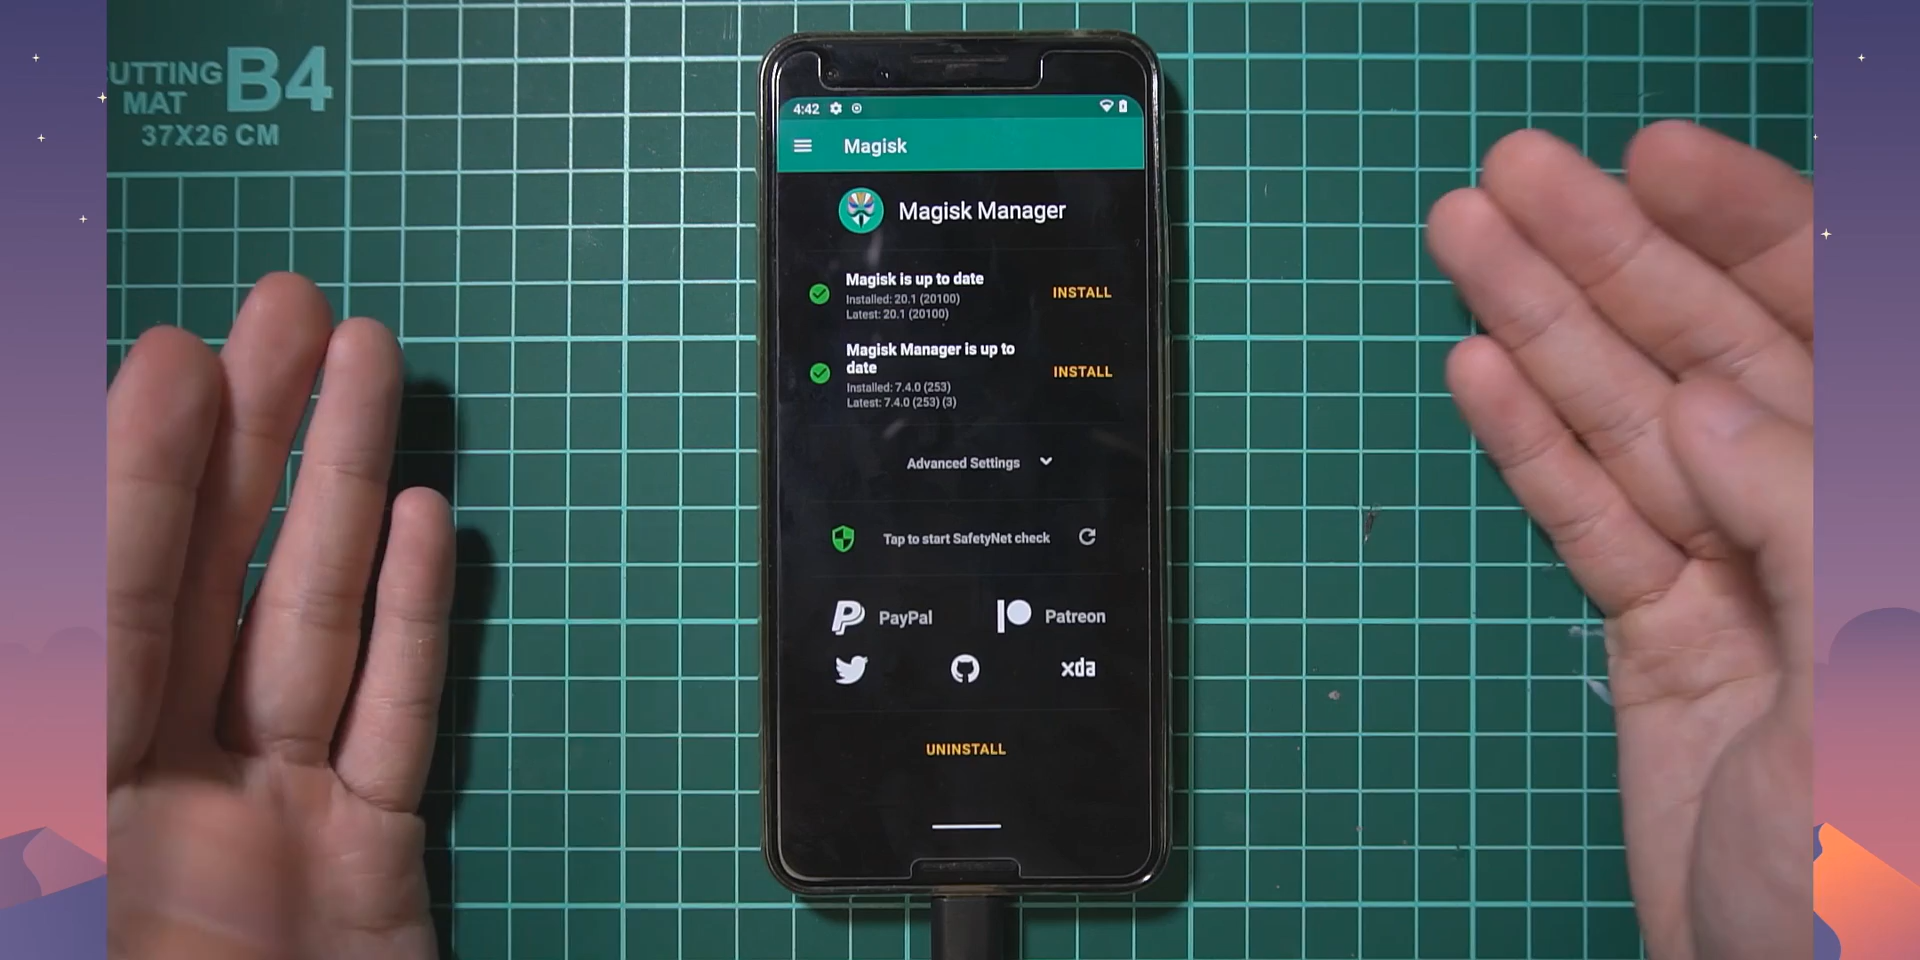 UTTING
MAT
B4
37X26 CM
4:42
Magisk
Magisk Manager
Magisk is up to date
Installed: 20.1 (20100)
Latest: 20.1 (20100)
INSTALL
Magisk Manager is up to
date
Installed: 7.4.0 (253)
Latest: 7.4.0 (253) (3)
INSTALL
Advanced Settings
Tap to start SafetyNet check
PayPal
Patreon
xda
UNINSTALL